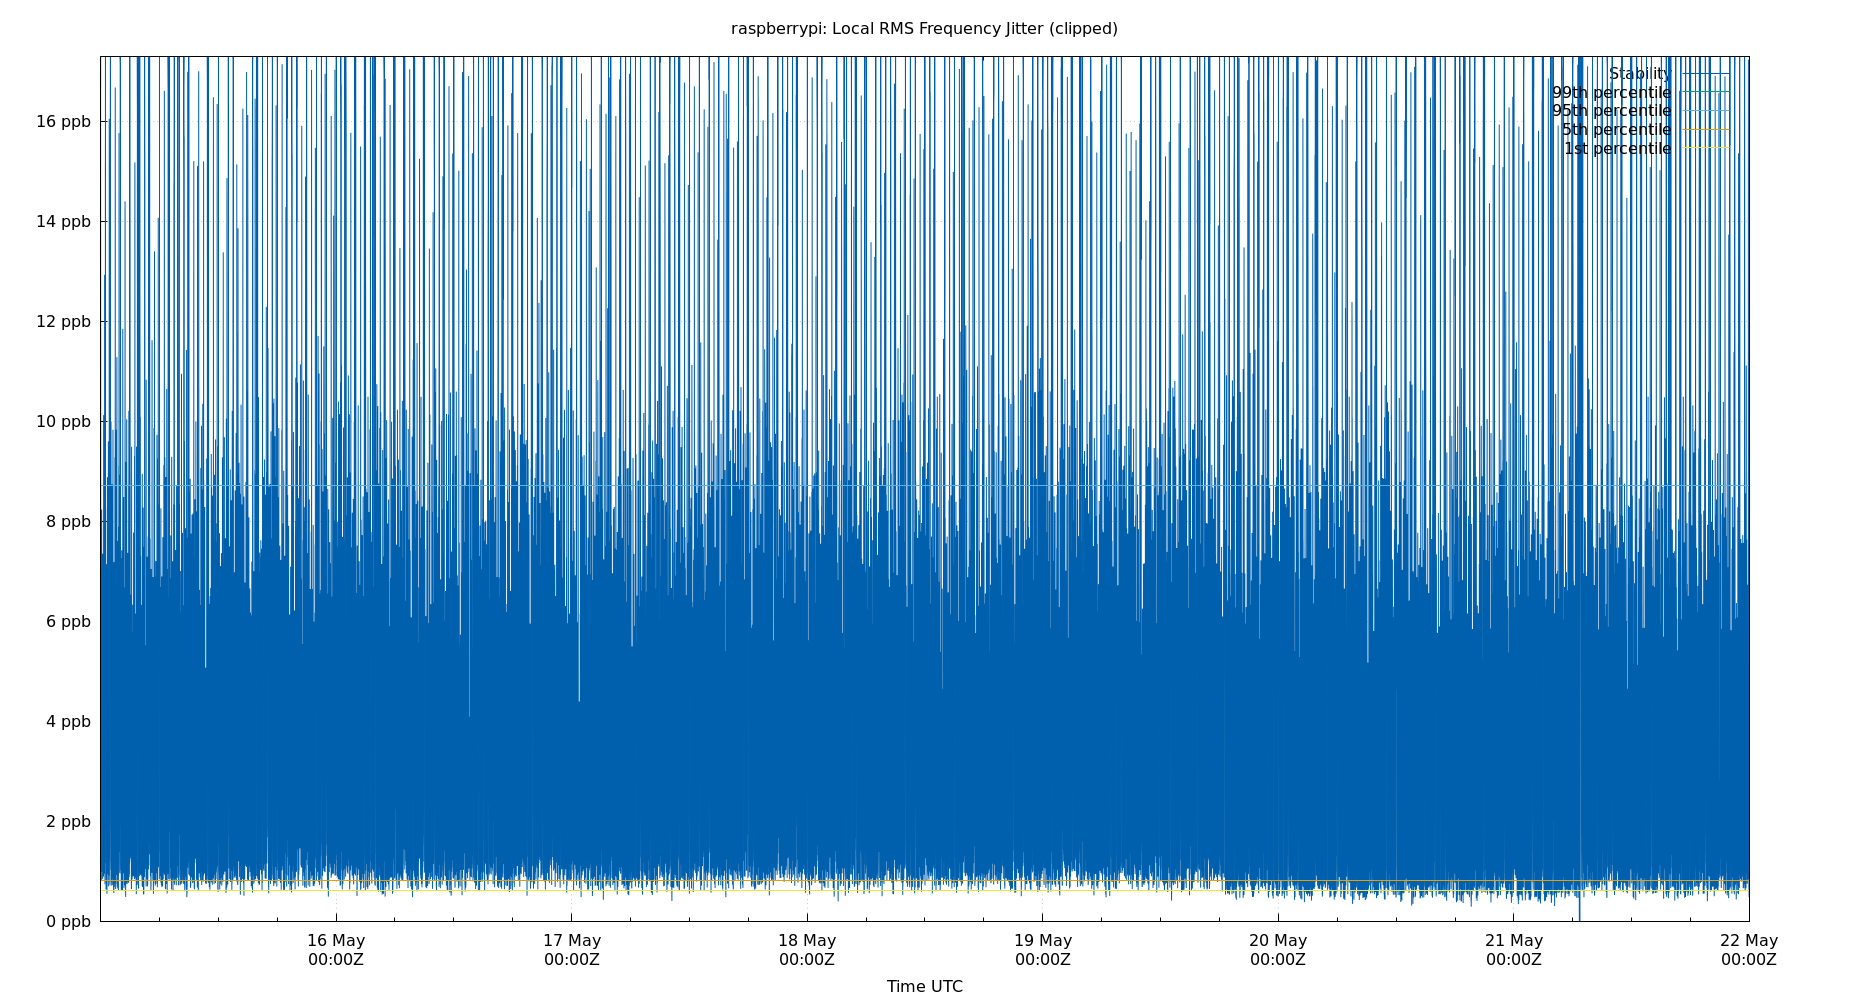 raspberrypi: Local RMS Frequency Jitter (clipped)
Stability
99th percentile
95th percentile
5th percentile
1st percentile
16 ppb
14 ppb
12 ppb
10 ppb
8 ppb
6 ppb
4 ppb
2 ppb
0 ppb
16 May 17 May 18 May 19 May 20 May 21 May 22 May
00:00Z 00:00Z 00:00Z 00:00Z 00:00Z 00:00Z 00:00Z
Time UTC